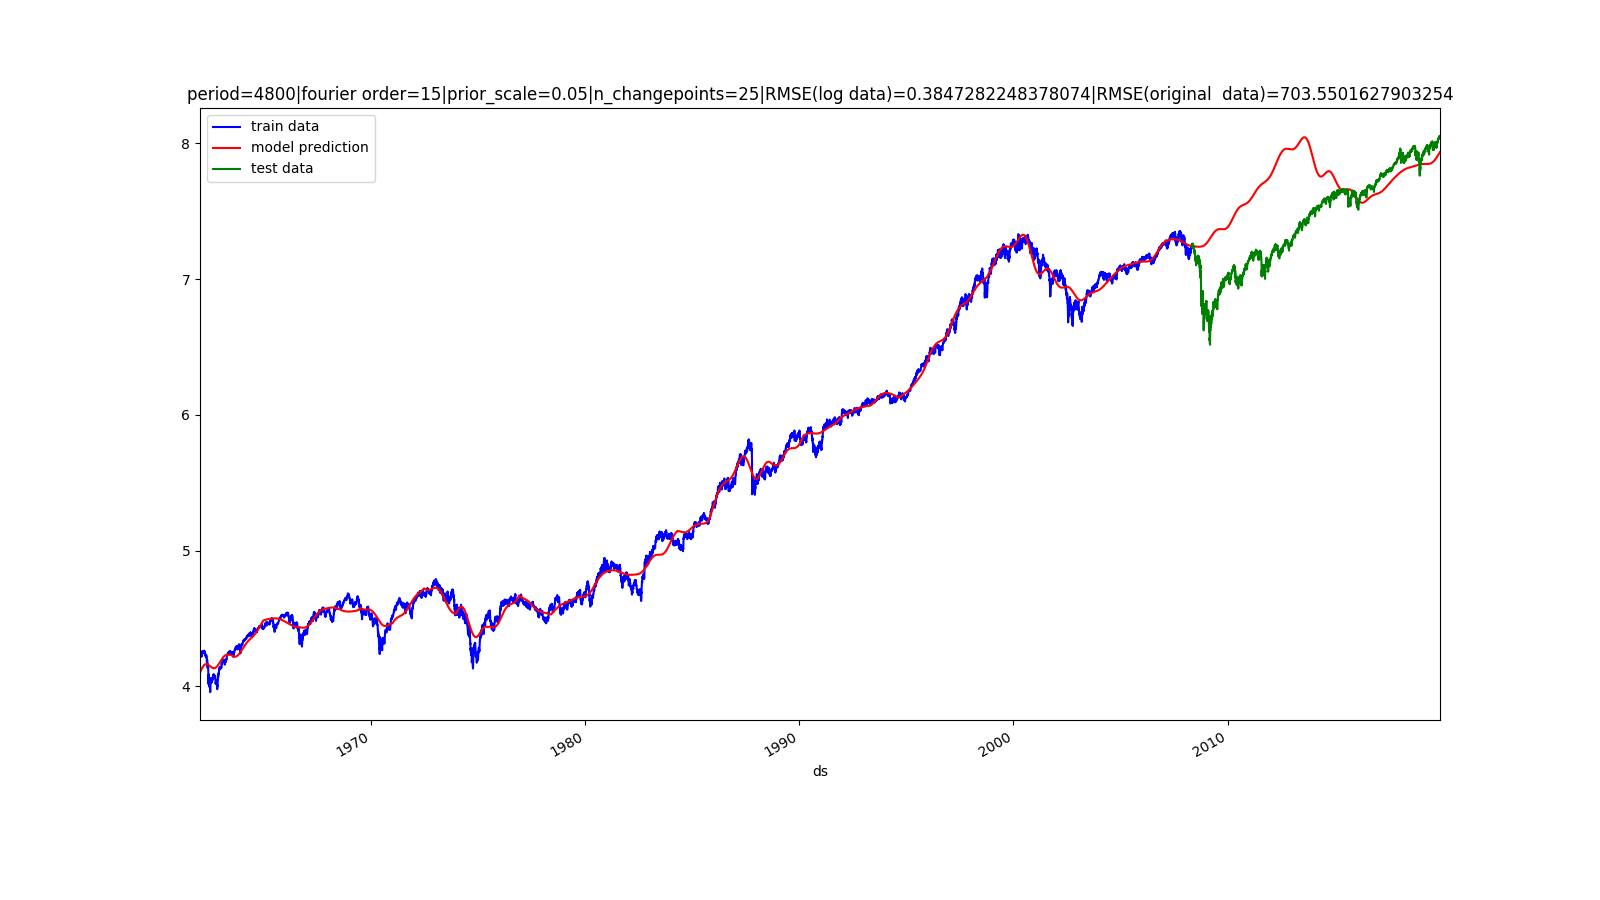 period=4800|fourier order=15|prior_scale=0.05|n_changepoints=25|RMSE(log data)=0.3847282248378074|RMSE(original  data)=703.5501627903254
train data
model prediction
test data
8
7
6
5
4
1970
1980
1990
2000
2010
ds